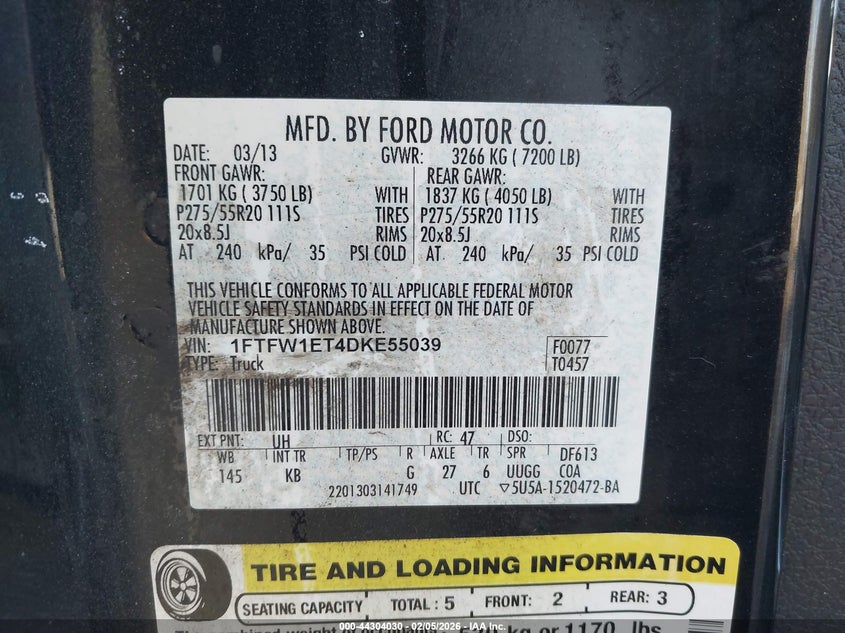 MFD. BY FORD MOTOR CO.
DATE: 03/13 GVWR: 3266 KG ( 7200 LB)
FRONT GAWR: REAR GAWR:
1701 KG ( 3750 LB) WITH 1837 KG ( 4050 LB) WITH
P275/55R20 111S TIRES P275/55R20 111S TIRES
20x8.5J RIMS 20x8.5J RIMS
AT 240 kPa/ 35 PSI COLD AT 240 kPa/ 35 PSI COLD
THIS VEHICLE CONFORMS TO ALL APPLICABLE FEDERAL MOTOR
VEHICLE SAFETY STANDARDS IN EFFECT ON THE DATE OF
MANUFACTURE SHOWN ABOVE.
VIN: 1FTFW1ET4DKE55039 F0077
TYPE: Truck T0457
EXT PNT: UH RC: 47 DSO:
WB INT TR TP/PS R AXLE TR SPR DF613
145 KB G 27 6 UUGG COA
2201303141749 UTC ▽5U5A-1520472-BA
TIRE AND LOADING INFORMATION
SEATING CAPACITY TOTAL : 5 FRONT: 2 REAR: 3
kg or 1170 lbs
000-44304030 — 02/05/2026 - IAA Inc.